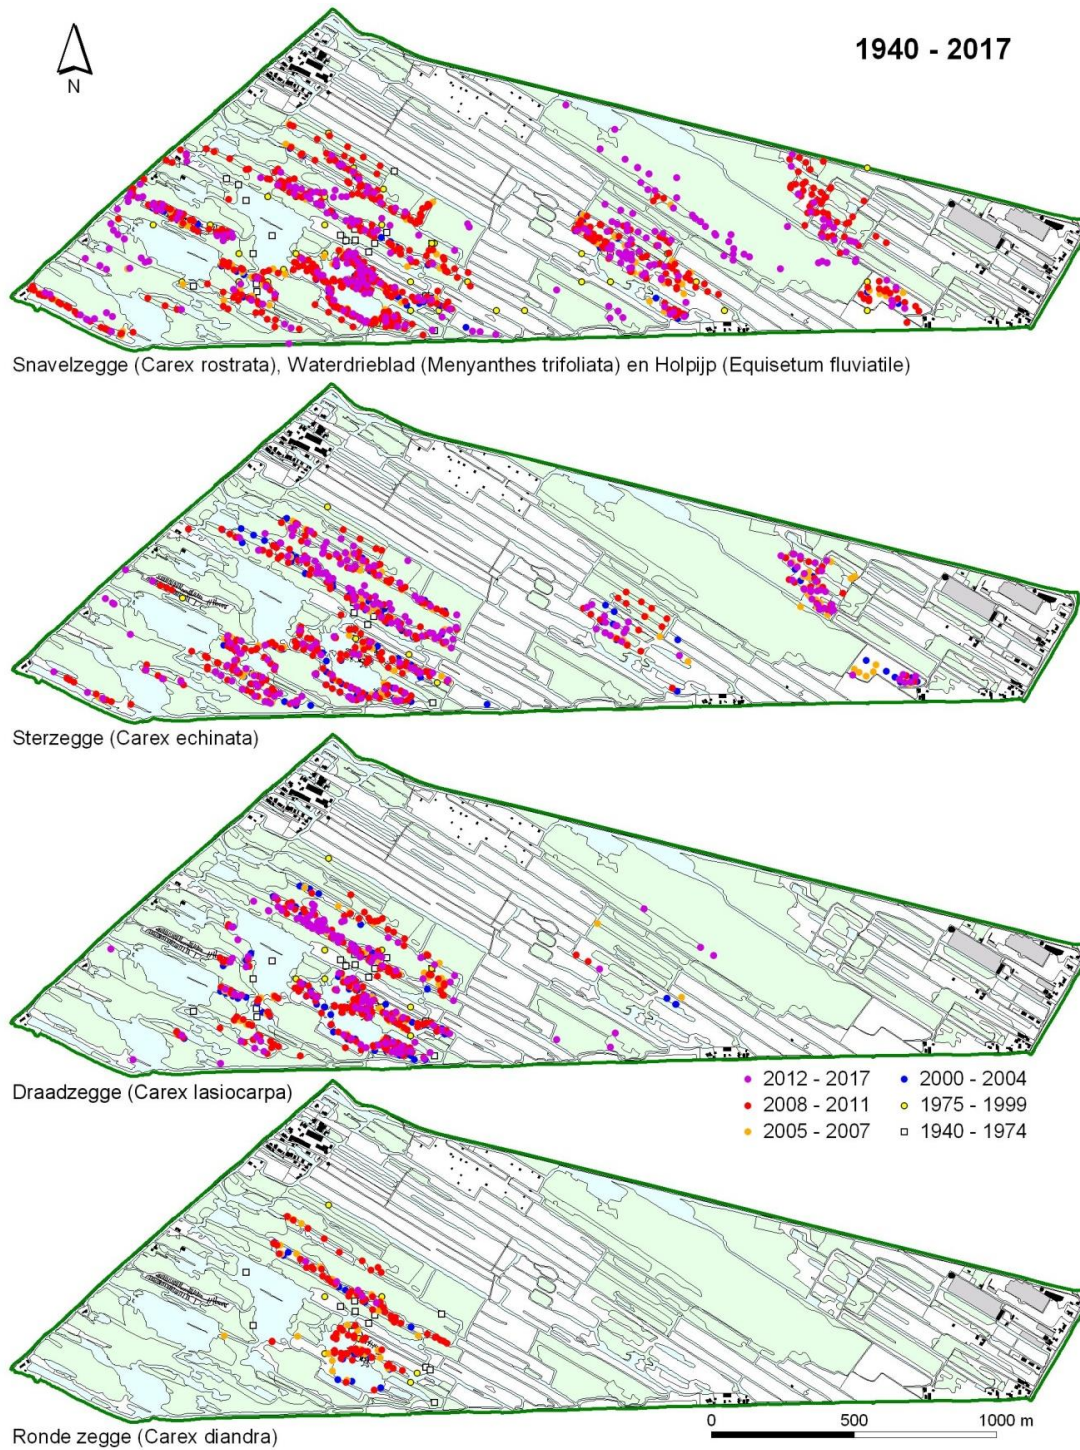 1940 - 2017
N
Snavelzegge (Carex rostrata), Waterdrieblad (Menyanthes trifoliata) en Holpijp (Equisetum fluviatile)
Sterzegge (Carex echinata)
Draadzegge (Carex lasiocarpa)
2012 - 2017
2008 - 2011
2005 - 2007
2000 - 2004
1975 - 1999
1940 - 1974
Ronde zegge (Carex diandra)
0 500 1000 m